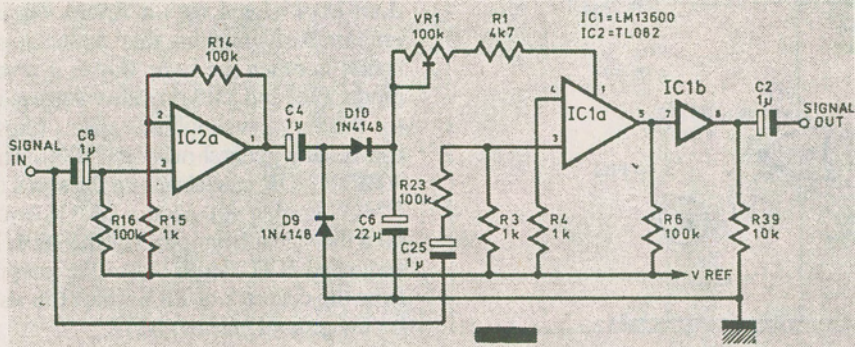 IC1=LM13600
IC2=TL082
VR1
100k
R1
4k7
R14
100k
IC2a
2
3
1
C4
1µ
D10
1N4148
4
3
1
IC1a
5
IC1b
7
8
C2
1µ
SIGNAL
OUT
SIGNAL
IN
C8
1µ
R23
100k
R16
100k
R15
1k
D9
1N4148
C6
22µ
C25
1µ
R3
1k
R4
1k
R6
100k
R39
10k
V REF